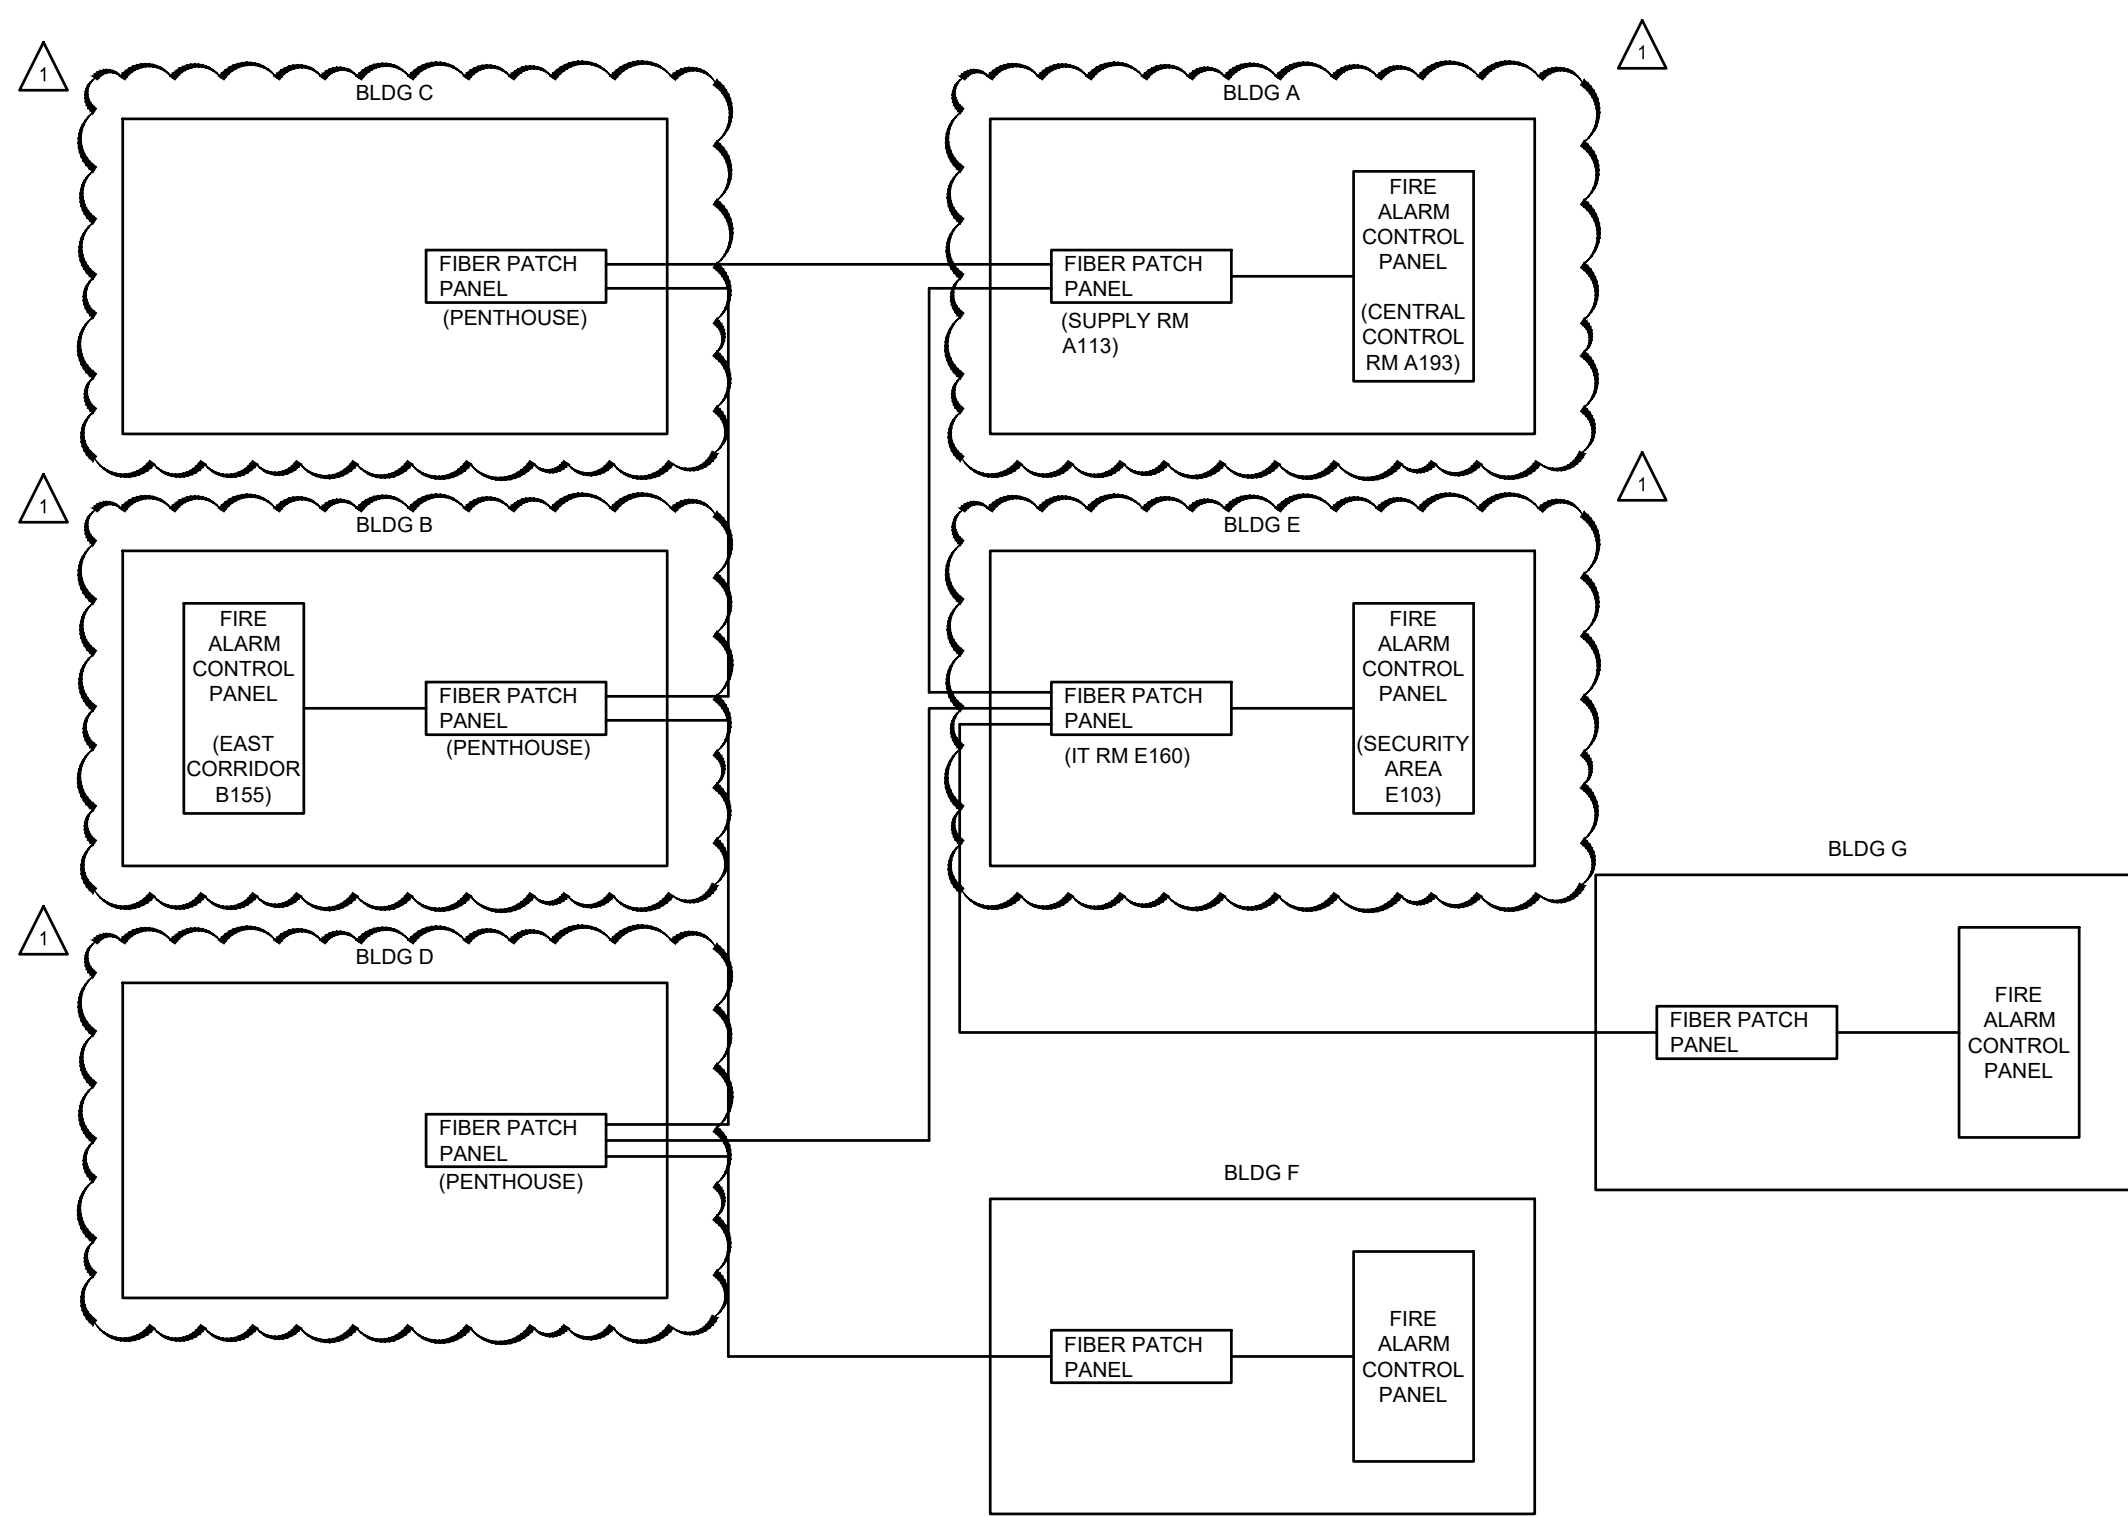 1
BLDG C
FIBER PATCH
PANEL
(PENTHOUSE)
1
BLDG A
FIBER PATCH
PANEL
(SUPPLY RM
A113)
FIRE
ALARM
CONTROL
PANEL
(CENTRAL
CONTROL
RM A193)
1
BLDG B
FIRE
ALARM
CONTROL
PANEL
(EAST
CORRIDOR
B155)
FIBER PATCH
PANEL
(PENTHOUSE)
1
BLDG E
FIBER PATCH
PANEL
(IT RM E160)
FIRE
ALARM
CONTROL
PANEL
(SECURITY
AREA
E103)
BLDG G
FIBER PATCH
PANEL
FIRE
ALARM
CONTROL
PANEL
1
BLDG D
FIBER PATCH
PANEL
(PENTHOUSE)
BLDG F
FIBER PATCH
PANEL
FIRE
ALARM
CONTROL
PANEL